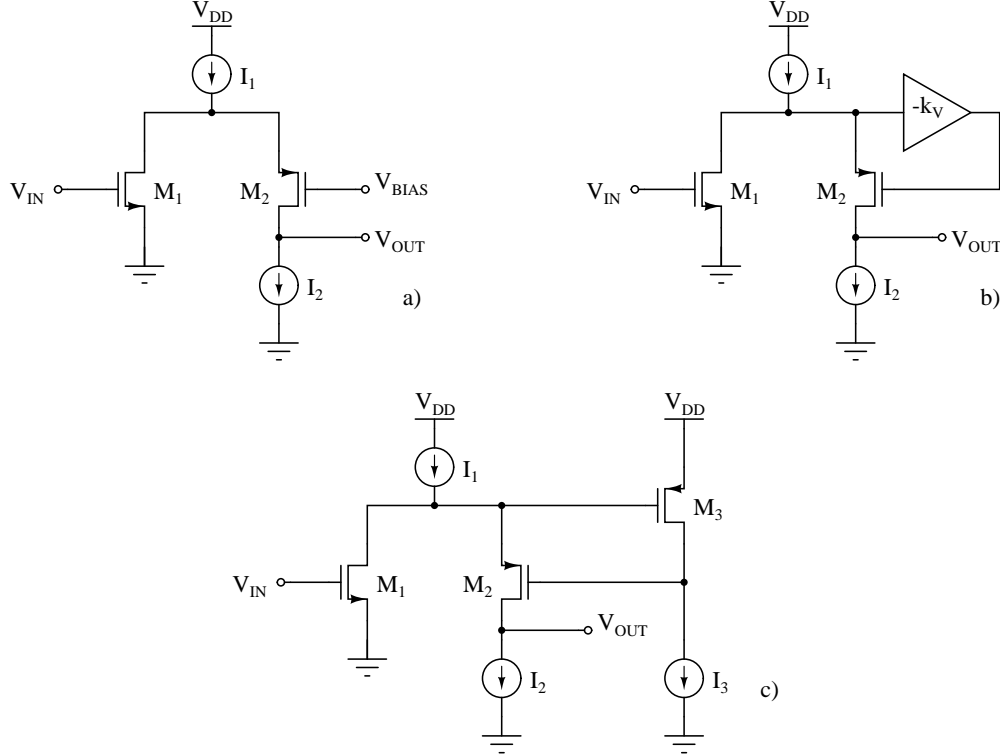 V_DD
I_1
V_IN
M_1
M_2
V_BIAS
V_OUT
I_2
a)
V_DD
I_1
-k_V
V_IN
M_1
M_2
V_OUT
I_2
b)
V_DD
V_DD
I_1
M_3
V_IN
M_1
M_2
V_OUT
I_2
I_3
c)